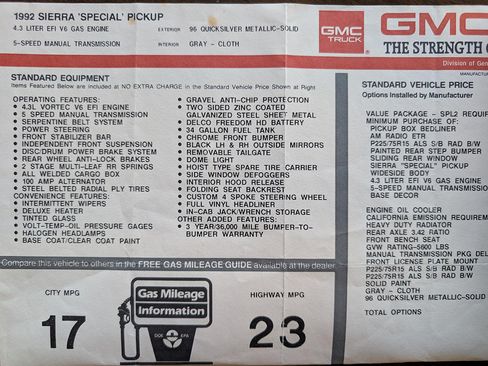 1992 SIERRA 'SPECIAL' PICKUP
4.3 LITER EFI V6 GAS ENGINE
EXTERIOR 96 QUICKSILVER METALLIC-SOLID
5-SPEED MANUAL TRANSMISSION
INTERIOR GRAY - CLOTH
GMC
TRUCK
GMC
THE STRENGTH
Division of Gen
MANUFACTUR
STANDARD EQUIPMENT
Items Featured Below are Included at NO EXTRA CHARGE in the Standard Vehicle Price Shown at Right
OPERATING FEATURES:
• 4.3L VORTEC V6 EFI ENGINE
• 5 SPEED MANUAL TRANSMISSION
• SERPENTINE BELT SYSTEM
• POWER STEERING
• FRONT STABILIZER BAR
• INDEPENDENT FRONT SUSPENSION
• DISC/DRUM POWER BRAKE SYSTEM
• REAR WHEEL ANTI-LOCK BRAKES
• 2 STAGE MULTI-LEAF RR SPRINGS
• ALL WELDED CARGO BOX
• 100 AMP ALTERNATOR
• STEEL BELTED RADIAL PLY TIRES
CONVENIENCE FEATURES:
• INTERMITTENT WIPERS
• DELUXE HEATER
• TINTED GLASS
• VOLT-TEMP-OIL PRESSURE GAGES
• HALOGEN HEADLAMPS
• BASE COAT/CLEAR COAT PAINT
• GRAVEL ANTI-CHIP PROTECTION
• TWO SIDED ZINC COATED
GALVANIZED STEEL SHEET METAL
• DELCO FREEDOM HD BATTERY
• 34 GALLON FUEL TANK
• CHROME FRONT BUMPER
• BLACK LH & RH OUTSIDE MIRRORS
• REMOVABLE TAILGATE
• DOME LIGHT
• HOIST TYPE SPARE TIRE CARRIER
• SIDE WINDOW DEFOGGERS
• INTERIOR HOOD RELEASE
• FOLDING SEAT BACKREST
• CUSTOM 4 SPOKE STEERING WHEEL
• FULL VINYL HEADLINER
• IN-CAB JACK/WRENCH STORAGE
OTHER ADDED FEATURES:
• 3 YEAR/36,000 MILE BUMPER-TO-
BUMPER WARRANTY
STANDARD VEHICLE PRICE
Options Installed by Manufacturer
VALUE PACKAGE - SPL2 REQUIR
MINIMUM PURCHASE OF:
PICKUP BOX BEDLINER
AM RADIO ETR
P225/75R15 ALS S/B RAD B/W
PAINTED REAR STEP BUMPER
SLIDING REAR WINDOW
SIERRA "SPECIAL" PICKUP
WIDESIDE BODY
4.3 LITER EFI V6 GAS ENGINE
5-SPEED MANUAL TRANSMISSION
BASE DECOR
ENGINE OIL COOLER
CALIFORNIA EMISSION REQUIREM
HEAVY DUTY RADIATOR
REAR AXLE 3.42 RATIO
FRONT BENCH SEAT
GVW RATING-5600 LBS
MANUAL TRANSMISSION PKG DEL
FRONT LICENSE PLATE MOUNT
P225/75R15 ALS S/B RAD B/W
P225/75R15 ALS S/B RAD B/W
SOLID PAINT
GRAY - CLOTH
96 QUICKSILVER METALLIC-SOLID
TOTAL OPTIONS
Compare this vehicle to others in the FREE GAS MILEAGE GUIDE available at the dealer.
CITY MPG
17
Gas Mileage
Information
DOE EPA
HIGHWAY MPG
23